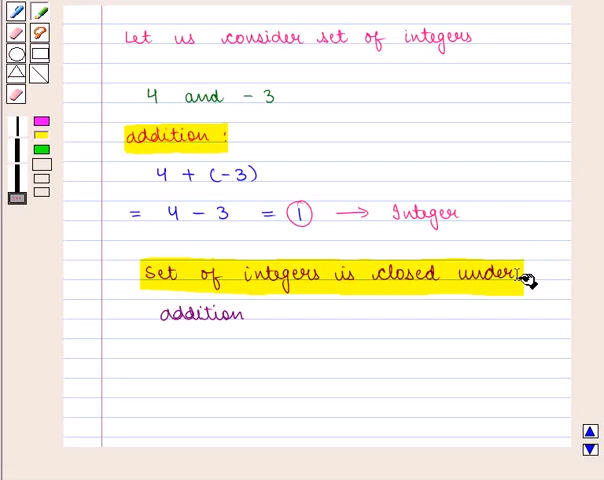 Let us consider set of integers
4 and - 3
addition :
4 + (-3)
= 4 - 3 = 1 → Integer
set of integers is closed under
addition